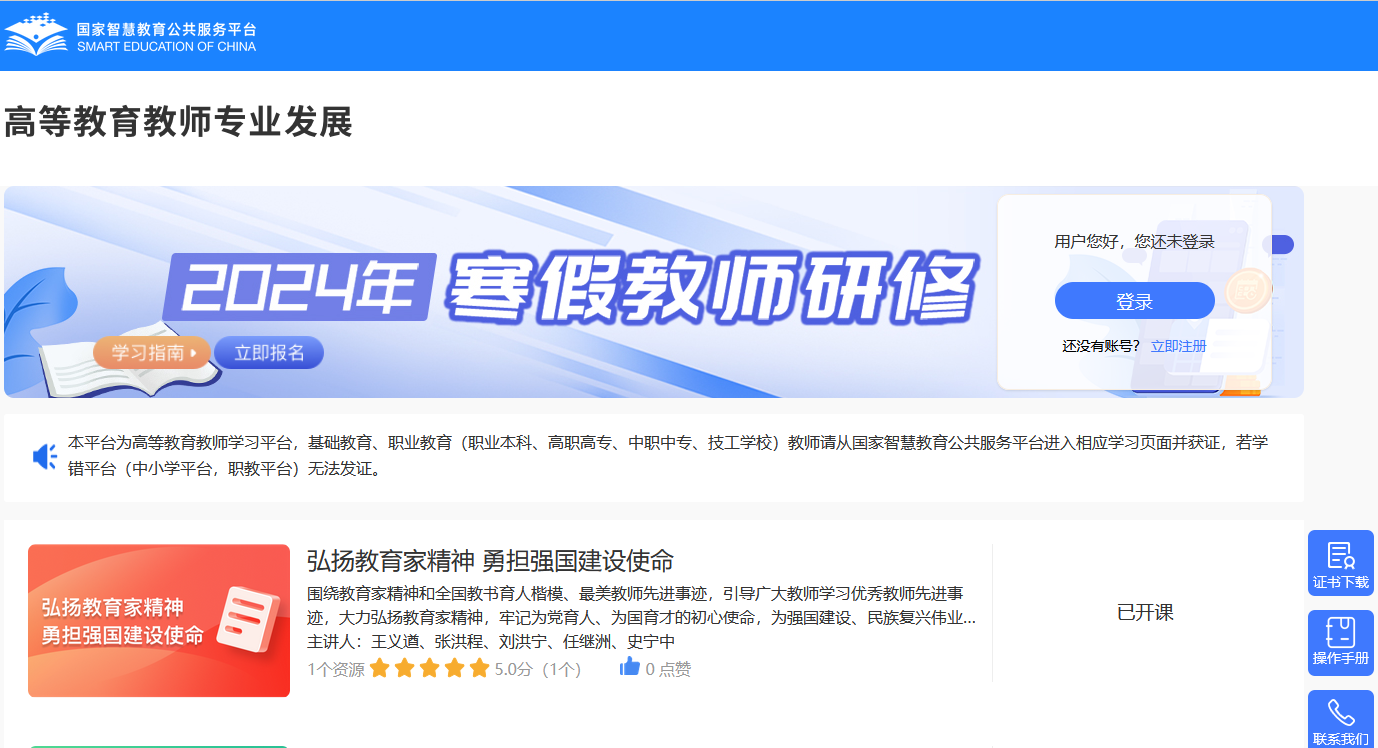 国家智慧教育公共服务平台
SMART EDUCATION OF CHINA
高等教育教师专业发展
2024年 寒假教师研修
学习指南
立即报名
用户您好，您还未登录
登录
还没有账号？ 立即注册
本平台为高等教育教师学习平台，基础教育、职业教育（职业本科、高职高专、中职中专、技工学校）教师请从国家智慧教育公共服务平台进入相应学习页面并获证，若学
错平台（中小学平台，职教平台）无法发证。
弘扬教育家精神
勇担强国建设使命
弘扬教育家精神 勇担强国建设使命
围绕教育家精神和全国教书育人楷模、最美教师先进事迹，引导广大教师学习优秀教师先进事
迹，大力弘扬教育家精神，牢记为党育人、为国育才的初心使命，为强国建设、民族复兴伟业...
主讲人：王义遒、张洪程、刘洪宁、任继洲、史宁中
1个资源 5.0分（1个） 0 点赞
已开课
证书下载
操作手册
联系我们